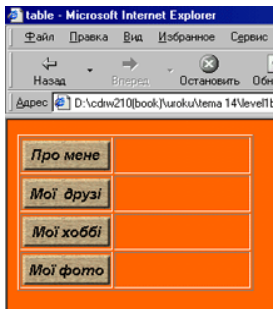 table - Microsoft Internet Explorer
Файл Правка Вид Избранное Сервис
Назад Вперед Остановить
Адрес D:\cdrw210(book)\uroku\tema 14\level1
Про мене
Мої друзі
Мої хоббі
Мої фото